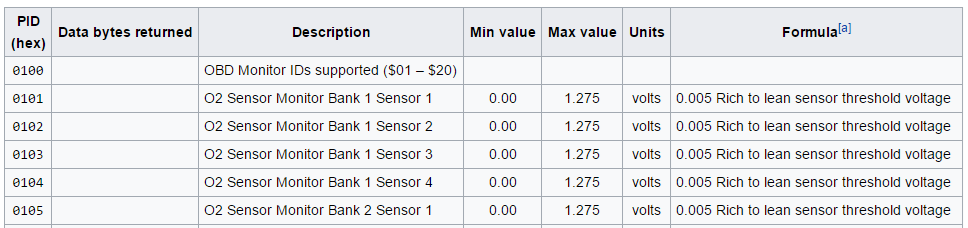 PID (hex) Data bytes returned Description Min value Max value Units Formula[a]
0100 OBD Monitor IDs supported ($01 – $20)
0101 O2 Sensor Monitor Bank 1 Sensor 1 0.00 1.275 volts 0.005 Rich to lean sensor threshold voltage
0102 O2 Sensor Monitor Bank 1 Sensor 2 0.00 1.275 volts 0.005 Rich to lean sensor threshold voltage
0103 O2 Sensor Monitor Bank 1 Sensor 3 0.00 1.275 volts 0.005 Rich to lean sensor threshold voltage
0104 O2 Sensor Monitor Bank 1 Sensor 4 0.00 1.275 volts 0.005 Rich to lean sensor threshold voltage
0105 O2 Sensor Monitor Bank 2 Sensor 1 0.00 1.275 volts 0.005 Rich to lean sensor threshold voltage